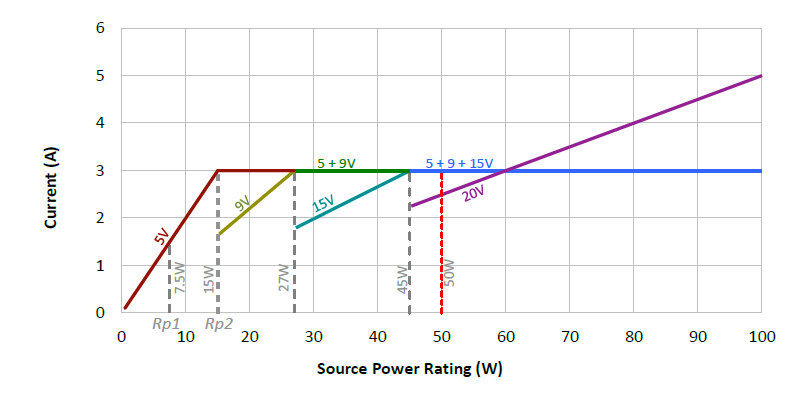 6
5
4
3
2
1
0
Current (A)
5V
9V
5 + 9V
15V
5 + 9 + 15V
20V
7.5W
15W
27W
45W
50W
Rp1
Rp2
0
10
20
30
40
50
60
70
80
90
100
Source Power Rating (W)